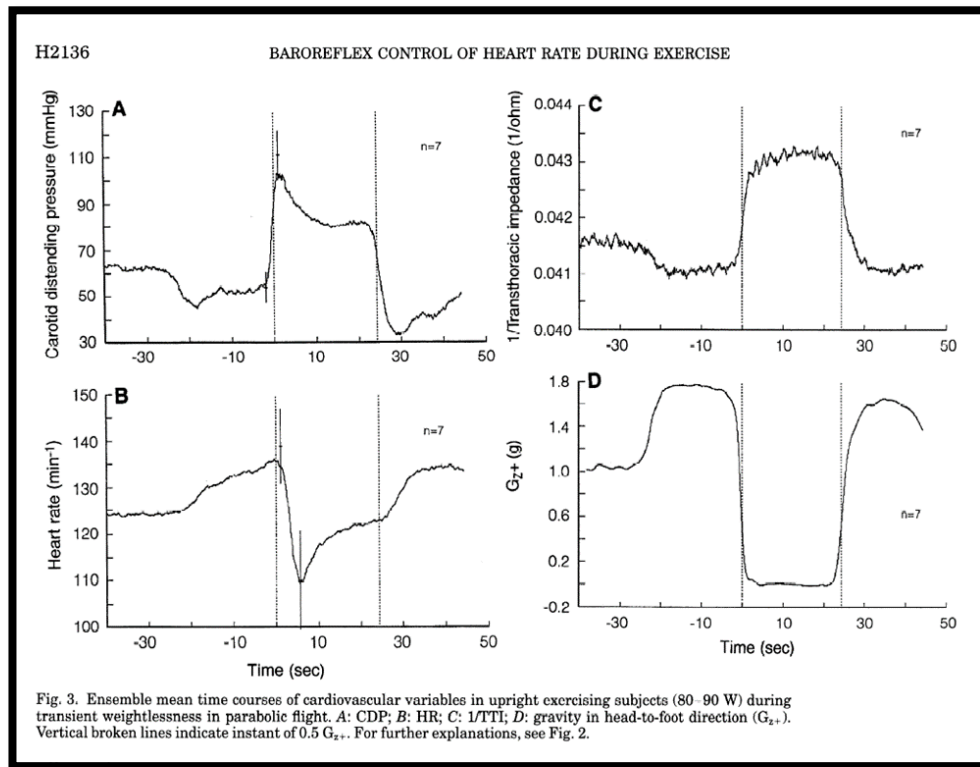 H2136 BAROREFLEX CONTROL OF HEART RATE DURING EXERCISE
A
Carotid distending pressure (mmHg)
130
110
90
70
50
30
n=7
-30 -10 10 30 50
C
1/Transthoracic impedance (1/ohm)
0.044
0.043
0.042
0.041
0.040
n=7
-30 -10 10 30 50
B
Heart rate (min⁻¹)
150
140
130
120
110
100
n=7
-30 -10 10 30 50
Time (sec)
D
Gz+ (g)
1.8
1.4
1.0
0.6
0.2
-0.2
n=7
-30 -10 10 30 50
Time (sec)
Fig. 3. Ensemble mean time courses of cardiovascular variables in upright exercising subjects (80–90 W) during
transient weightlessness in parabolic flight. A: CDP; B: HR; C: 1/TTI; D: gravity in head-to-foot direction (Gz+).
Vertical broken lines indicate instant of 0.5 Gz+. For further explanations, see Fig. 2.